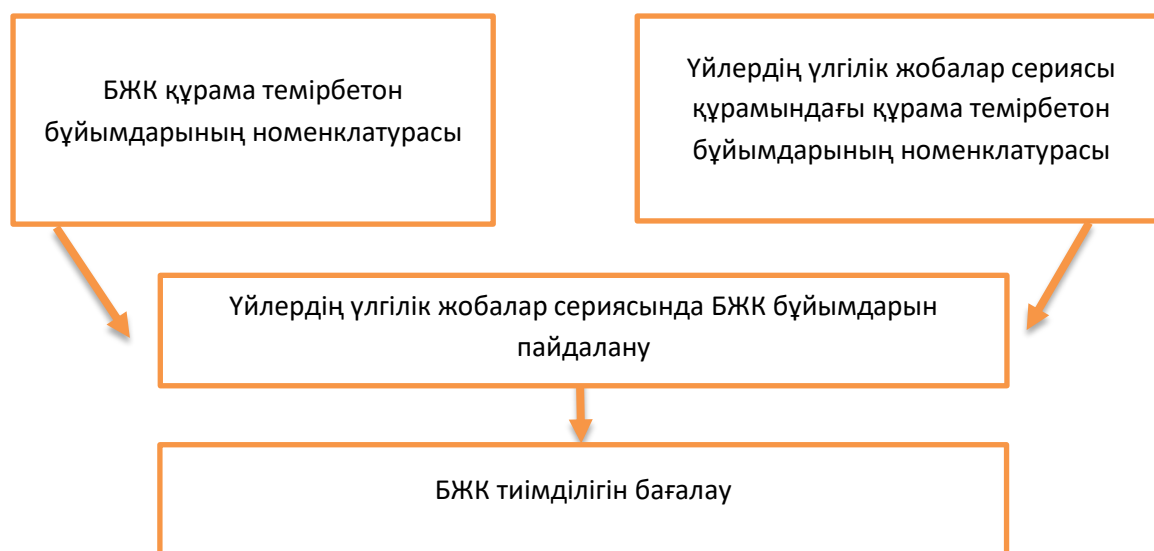 БЖК құрама темірбетон
бұйымдарының номенклатурасы
Үйлердің үлгілік жобалар сериясы
құрамындағы құрама темірбетон
бұйымдарының номенклатурасы
Үйлердің үлгілік жобалар сериясында БЖК бұйымдарын
пайдалану
БЖК тиімділігін бағалау